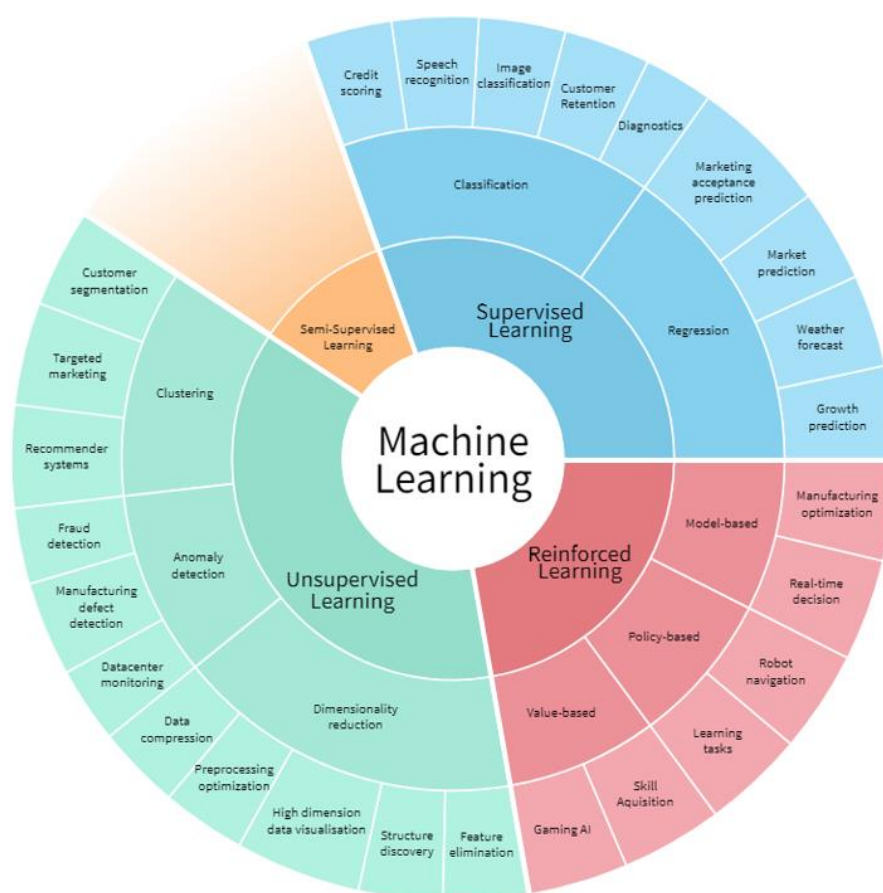 Machine
Learning
Supervised
Learning
Classification
Credit
scoring
Speech
recognition
Image
classification
Customer
Retention
Diagnostics
Regression
Marketing
acceptance
prediction
Market
prediction
Weather
forecast
Growth
prediction
Reinforced
Learning
Model-based
Manufacturing
optimization
Real-time
decision
Policy-based
Robot
navigation
Learning
tasks
Value-based
Skill
Aquisition
Gaming AI
Unsupervised
Learning
Dimensionality
reduction
Feature
elimination
Structure
discovery
High dimension
data visualisation
Preprocessing
optimization
Data
compression
Anomaly
detection
Datacenter
monitoring
Manufacturing
defect
detection
Fraud
detection
Clustering
Recommender
systems
Targeted
marketing
Customer
segmentation
Semi-Supervised
Learning